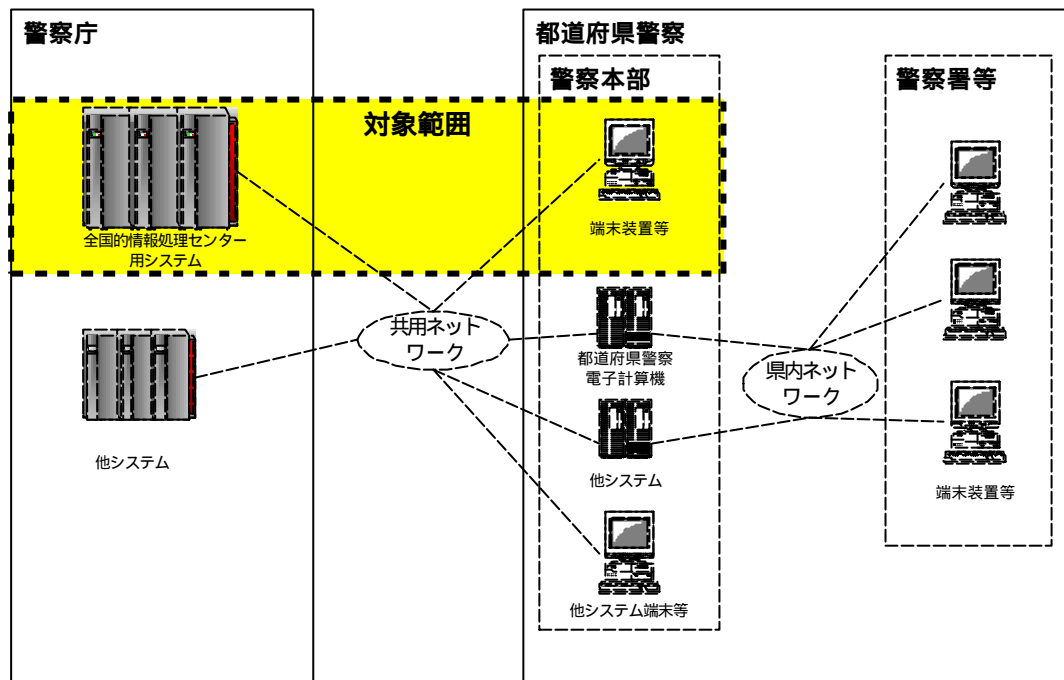 警察庁
都道府県警察
警察本部
警察署等
対象範囲
全国的情報処理センター
用システム
端末装置等
共用ネット
ワーク
都道府県警察
電子計算機
県内ネット
ワーク
他システム
他システム
端末装置等
他システム端末等